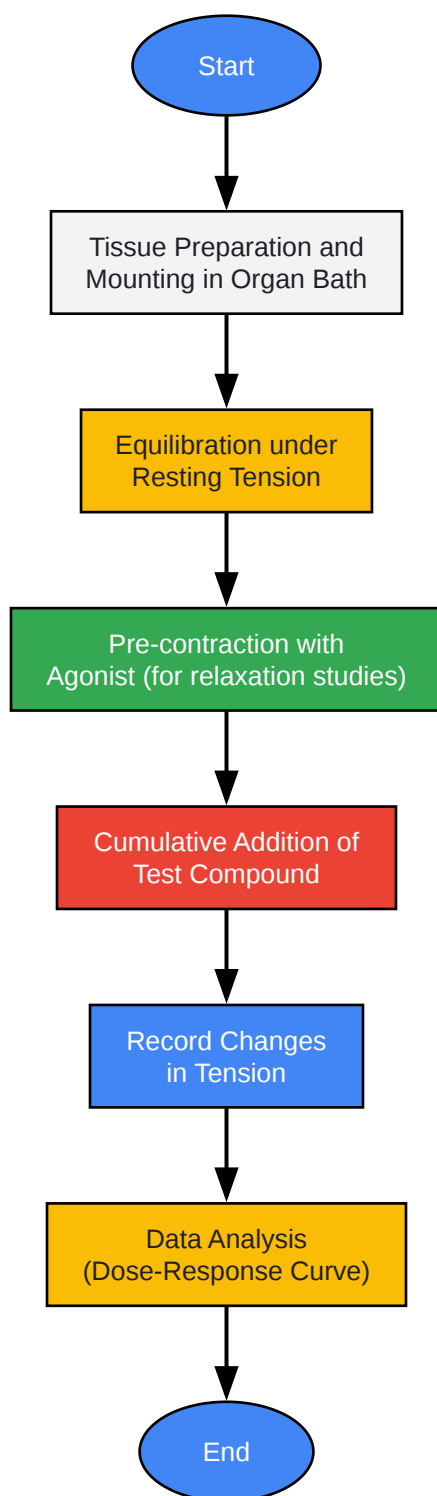 Start
Tissue Preparation and
Mounting in Organ Bath
Equilibration under
Resting Tension
Pre-contraction with
Agonist (for relaxation studies)
Cumulative Addition of
Test Compound
Record Changes
in Tension
Data Analysis
(Dose-Response Curve)
End